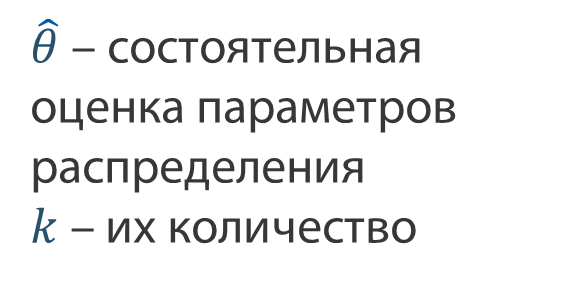 θ̂ – состоятельная
оценка параметров
распределения
k – их количество